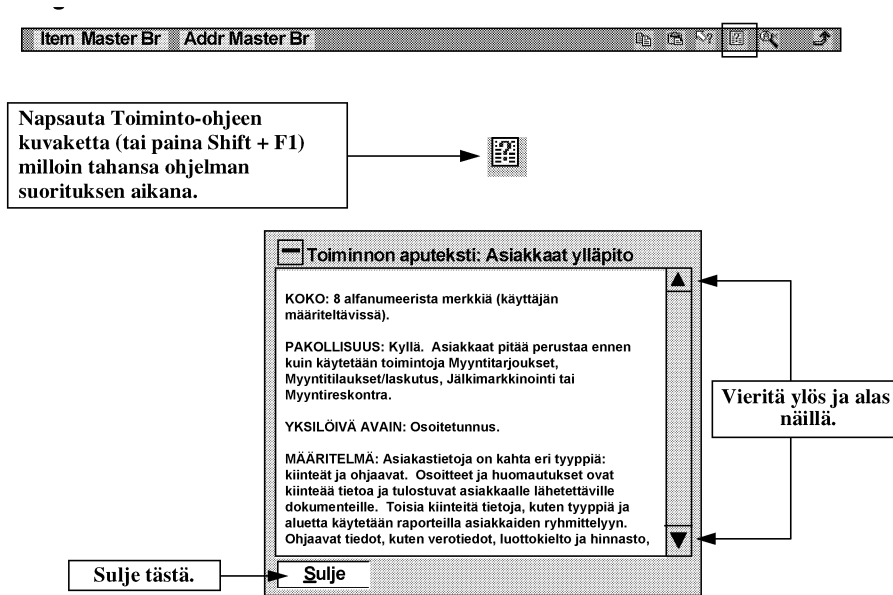 Item Master Br Addr Master Br
Napsauta Toiminto-ohjeen
kuvaketta (tai paina Shift + F1)
milloin tahansa ohjelman
suorituksen aikana.
Toiminnon aputeksti: Asiakkaat ylläpito
KOKO: 8 alfanumeerista merkkiä (käyttäjän
määriteltävissä).
PAKOLLISUUS: Kyllä. Asiakkaat pitää perustaa ennen
kuin käytetään toimintoja Myyntitarjoukset,
Myyntitilaukset/laskutus, Jälkimarkkinointi tai
Myyntireskontra.
YKSILÖIVÄ AVAIN: Osoitetunnus.
MÄÄRITELMÄ: Asiakastietoja on kahta eri tyyppiä:
kiinteät ja ohjaavat. Osoitteet ja huomautukset ovat
kiinteää tietoa ja tulostuvat asiakkaalle lähetettäville
dokumenteille. Toisia kiinteitä tietoja, kuten tyyppiä ja
aluetta käytetään raporteilla asiakkaiden ryhmittelyyn.
Ohjaavat tiedot, kuten verotiedot, luottokielto ja hinnasto,
Vieritä ylös ja alas
näillä.
Sulje tästä.
Sulje